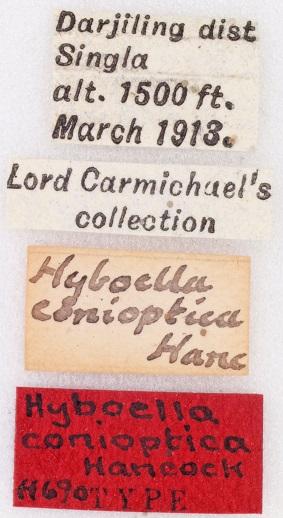 Darjiling dist
Singla
alt. 1500 ft.
March 1913.
Lord Carmichael's
collection
Hyboella
conioptica
Hanc
Hyboella
conioptica
Hancock
H690 TYPE